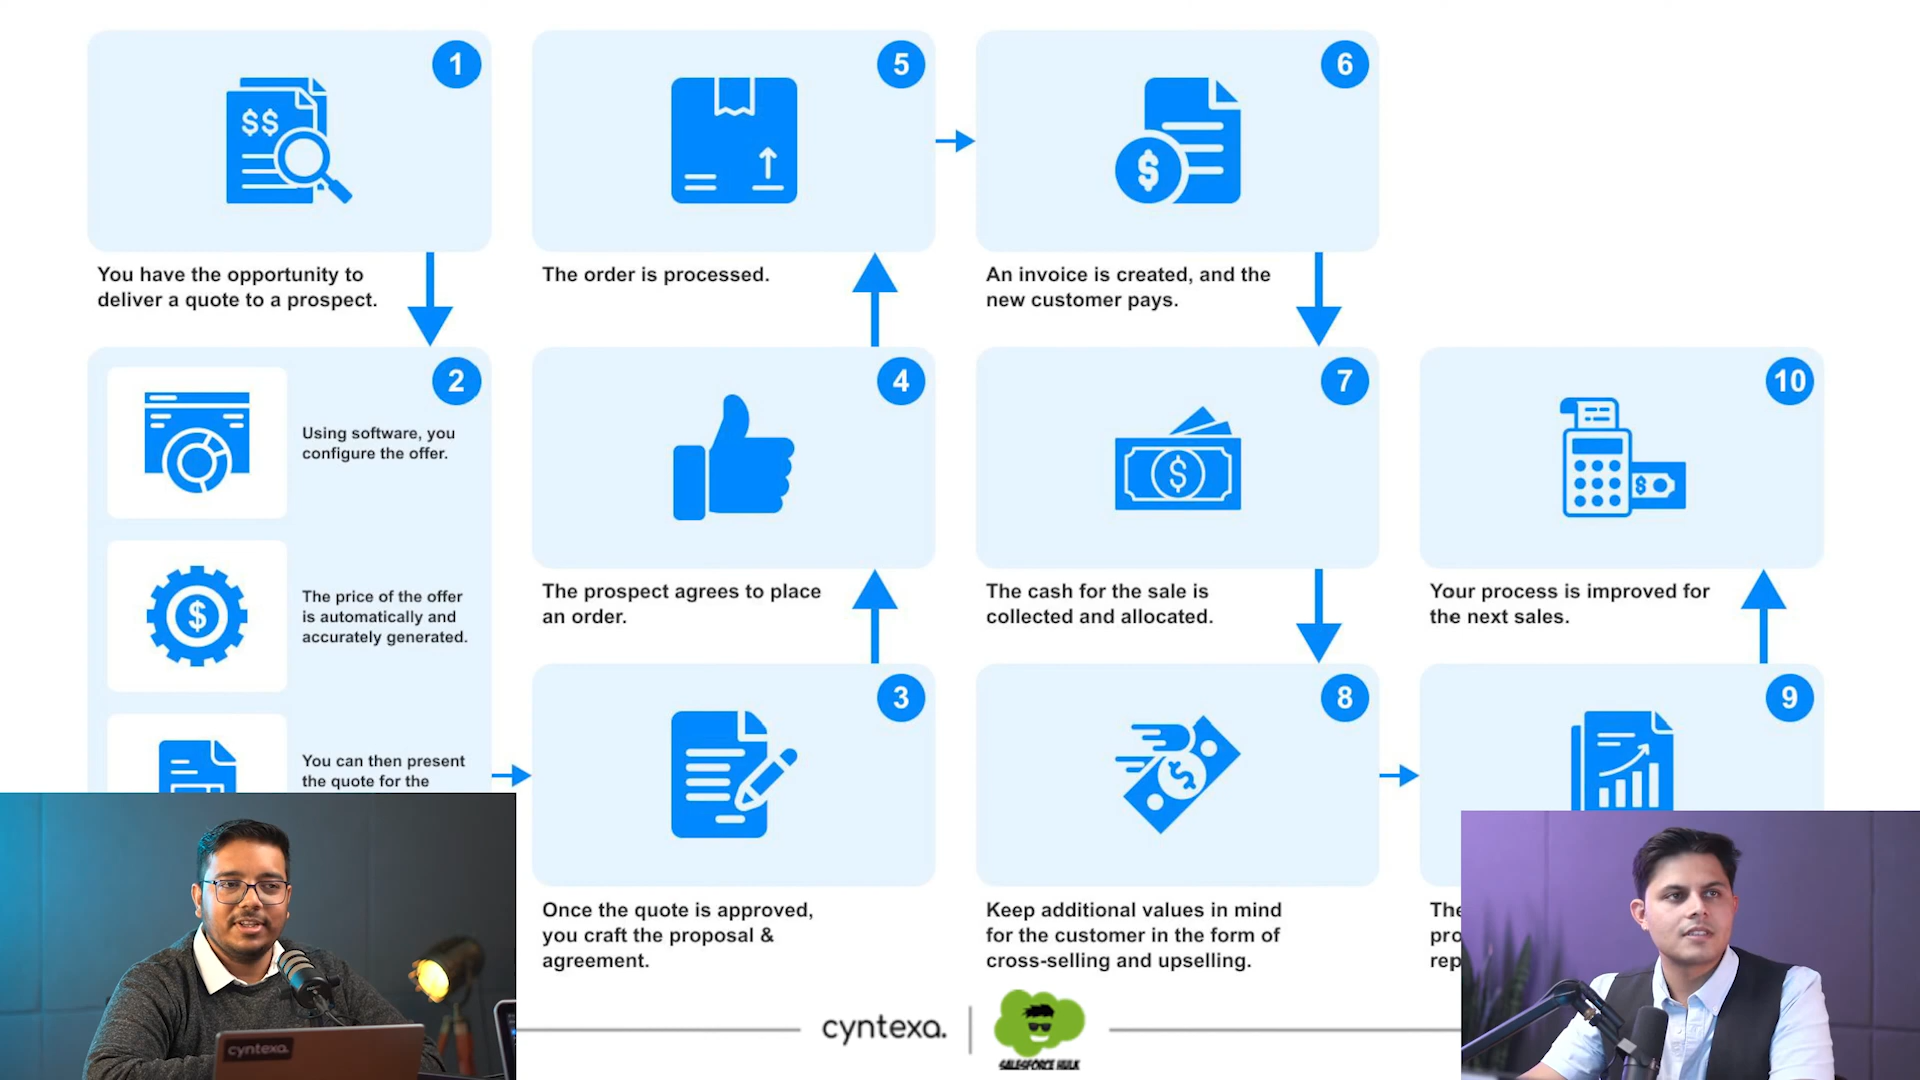 1
$$
You have the opportunity to
deliver a quote to a prospect.
2
Using software, you
configure the offer.
$
The price of the offer
is automatically and
accurately generated.
You can then present
the quote for the
3
Once the quote is approved,
you craft the proposal &
agreement.
4
The prospect agrees to place
an order.
5
The order is processed.
6
$
An invoice is created, and the
new customer pays.
7
$
The cash for the sale is
collected and allocated.
8
$
Keep additional values in mind
for the customer in the form of
cross-selling and upselling.
9
The
pro
rep
10
$
Your process is improved for
the next sales.
cyntexa.
cyntexa.
SALESFORCE HULK